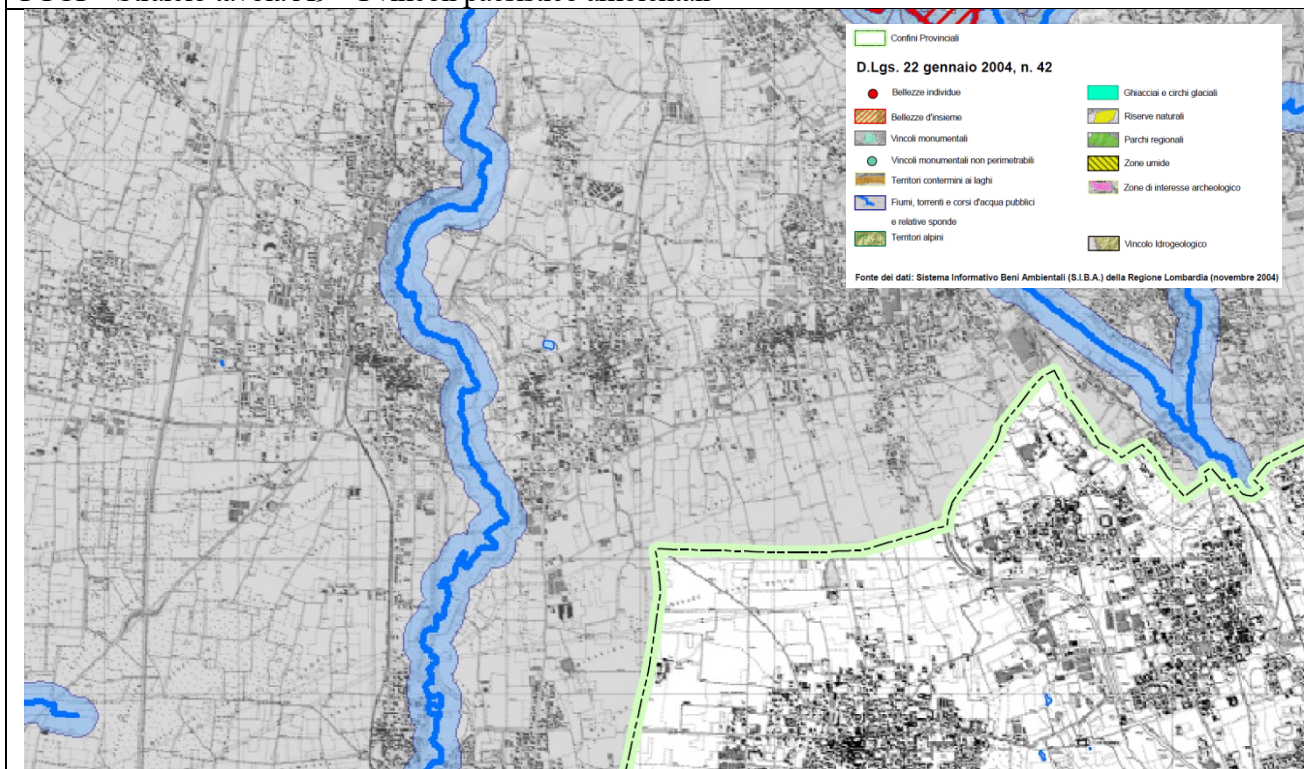 Confini Provinciali
D.Lgs. 22 gennaio 2004, n. 42
Bellezze individue
Bellezze d'insieme
Vincoli monumentali
Vincoli monumentali non perimetrabili
Territori contermini ai laghi
Fiumi, torrenti e corsi d'acqua pubblici
e relative sponde
Territori alpini
Ghiacciai e circhi glaciali
Riserve naturali
Parchi regionali
Zone umide
Zone di interesse archeologico
Vincolo Idrogeologico
Fonte dei dati: Sistema Informativo Beni Ambientali (S.I.B.A.) della Regione Lombardia (novembre 2004)